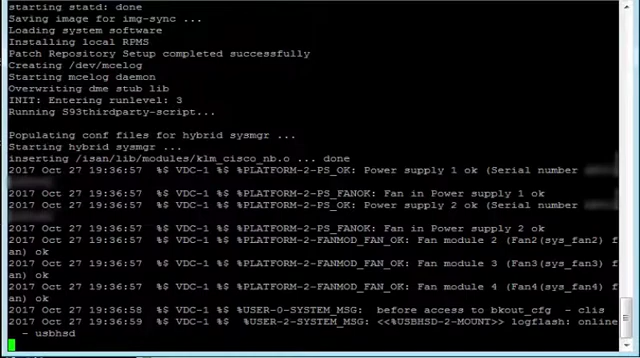 starting statd: done
Saving image for img-sync ...
Loading system software
Installing local RPMS
Patch Repository Setup completed successfully
Creating /dev/mcelog
Starting mcelog daemon
Overwriting dme stub lib
INIT: Entering runlevel: 3
Running S93thirdparty-script...
Populating conf files for hybrid sysmgr ...
Starting hybrid sysmgr ...
inserting /isan/lib/modules/klm_cisco_nb.o ... done
2017 Oct 27 19:36:57  %$ VDC-1 %$ %PLATFORM-2-PS_OK: Power supply 1 ok (Serial number
2017 Oct 27 19:36:57  %$ VDC-1 %$ %PLATFORM-2-PS_FANOK: Fan in Power supply 1 ok
2017 Oct 27 19:36:57  %$ VDC-1 %$ %PLATFORM-2-PS_OK: Power supply 2 ok (Serial number
2017 Oct 27 19:36:57  %$ VDC-1 %$ %PLATFORM-2-PS_FANOK: Fan in Power supply 2 ok
2017 Oct 27 19:36:57  %$ VDC-1 %$ %PLATFORM-2-FANMOD_FAN_OK: Fan module 2 (Fan2(sys_fan2) f
an) ok
2017 Oct 27 19:36:57  %$ VDC-1 %$ %PLATFORM-2-FANMOD_FAN_OK: Fan module 3 (Fan3(sys_fan3) f
an) ok
2017 Oct 27 19:36:57  %$ VDC-1 %$ %PLATFORM-2-FANMOD_FAN_OK: Fan module 4 (Fan4(sys_fan4) f
an) ok
2017 Oct 27 19:36:58  %$ VDC-1 %$ %USER-0-SYSTEM_MSG:  before access to bkout_cfg  - clis
2017 Oct 27 19:36:59  %$ VDC-1 %$  %USER-2-SYSTEM_MSG: <<%USBHSD-2-MOUNT>> logflash: online
 - usbhsd